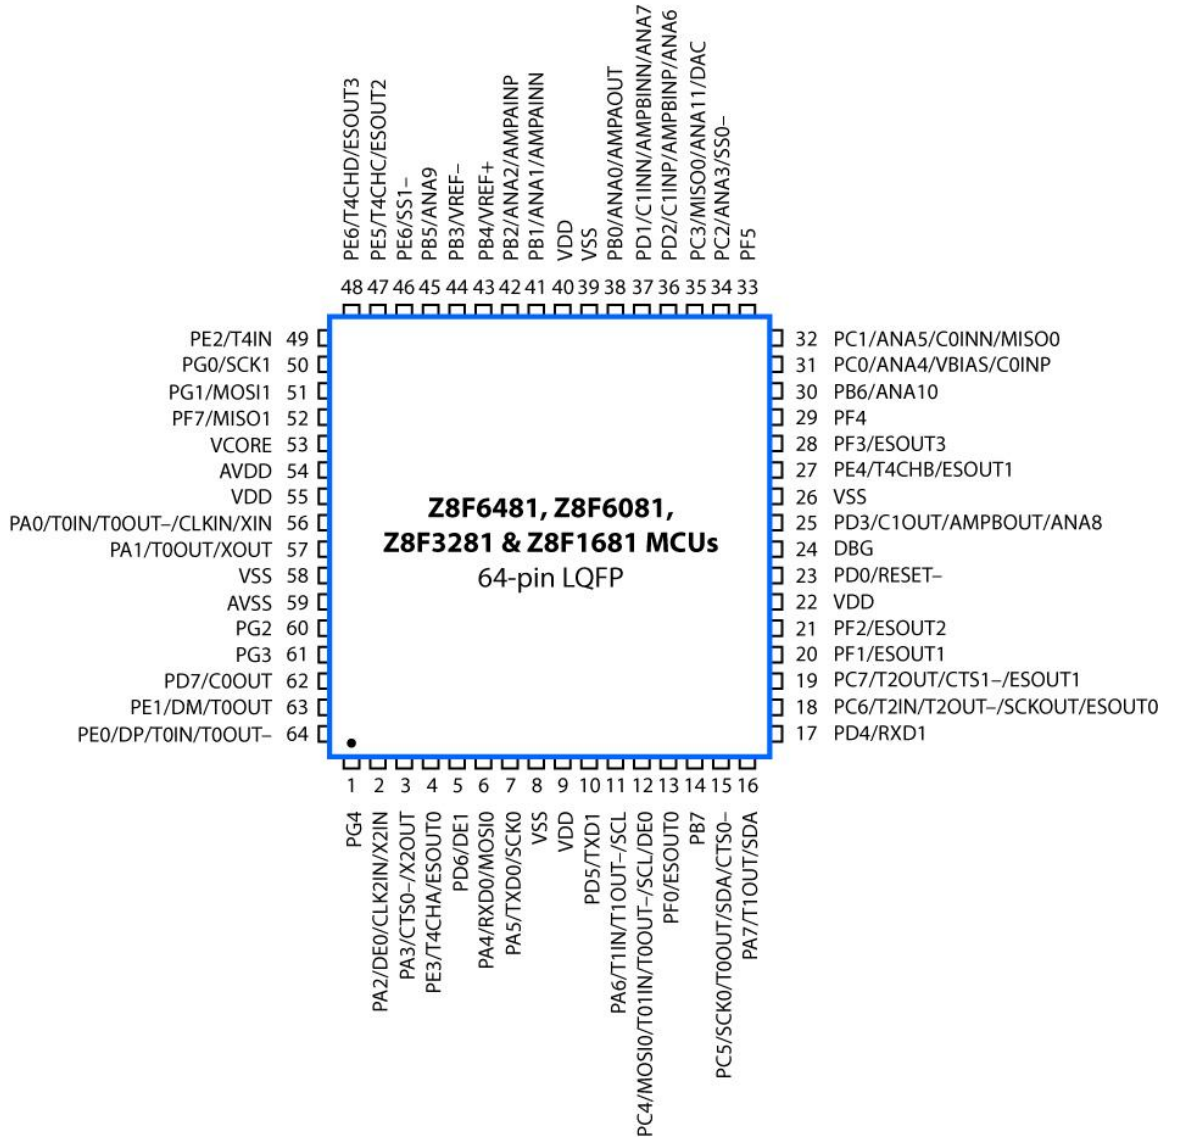 PE6/T4CHD/ESOUT3
PE5/T4CHC/ESOUT2
PE6/SS1–
PB5/ANA9
PB3/VREF–
PB4/VREF+
PB2/ANA2/AMPAINP
PB1/ANA1/AMPAINN
VDD
VSS
PB0/ANA0/AMPAOUT
PD1/C1INN/AMPBINN/ANA7
PD2/C1INP/AMPBINP/ANA6
PC3/MISO0/ANA11/DAC
PC2/ANA3/SS0–
PF5
48 47 46 45 44 43 42 41 40 39 38 37 36 35 34 33
PE2/T4IN 49
PG0/SCK1 50
PG1/MOSI1 51
PF7/MISO1 52
VCORE 53
AVDD 54
VDD 55
PA0/T0IN/T0OUT–/CLKIN/XIN 56
PA1/T0OUT/XOUT 57
VSS 58
AVSS 59
PG2 60
PG3 61
PD7/C0OUT 62
PE1/DM/T0OUT 63
PE0/DP/T0IN/T0OUT– 64
Z8F6481, Z8F6081,
Z8F3281 & Z8F1681 MCUs
64-pin LQFP
32 PC1/ANA5/C0INN/MISO0
31 PC0/ANA4/VBIAS/C0INP
30 PB6/ANA10
29 PF4
28 PF3/ESOUT3
27 PE4/T4CHB/ESOUT1
26 VSS
25 PD3/C1OUT/AMPBOUT/ANA8
24 DBG
23 PD0/RESET–
22 VDD
21 PF2/ESOUT2
20 PF1/ESOUT1
19 PC7/T2OUT/CTS1–/ESOUT1
18 PC6/T2IN/T2OUT–/SCKOUT/ESOUT0
17 PD4/RXD1
1 2 3 4 5 6 7 8 9 10 11 12 13 14 15 16
PG4
PA2/DE0/CLK2IN/X2IN
PA3/CTS0–/X2OUT
PE3/T4CHA/ESOUT0
PD6/DE1
PA4/RXD0/MOSI0
PA5/TXD0/SCK0
VSS
VDD
PD5/TXD1
PA6/T1IN/T1OUT–/SCL
PC4/MOSI0/T01IN/T0OUT–/SCL/DE0
PF0/ESOUT0
PB7
PC5/SCK0/T0OUT/SDA/CTS0–
PA7/T1OUT/SDA